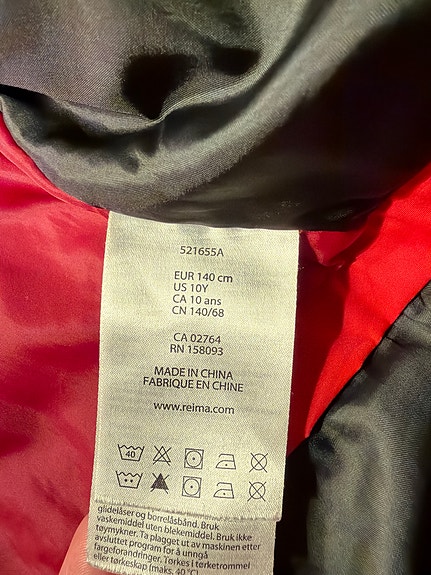 521655A
EUR 140 cm
US 10Y
CA 10 ans
CN 140/68
CA 02764
RN 158093
MADE IN CHINA
FABRIQUE EN CHINE
www.reima.com
40
glidelåser og borrelåsbånd. Bruk
vaskemiddel uten blekemiddel. Bruk ikke
tøymykner. Ta plagget ut av maskinen etter
avsluttet program for å unngå
fargeforandringer. Tørkes i tørketrommel
eller tørkeskap (maks. 40 °C).